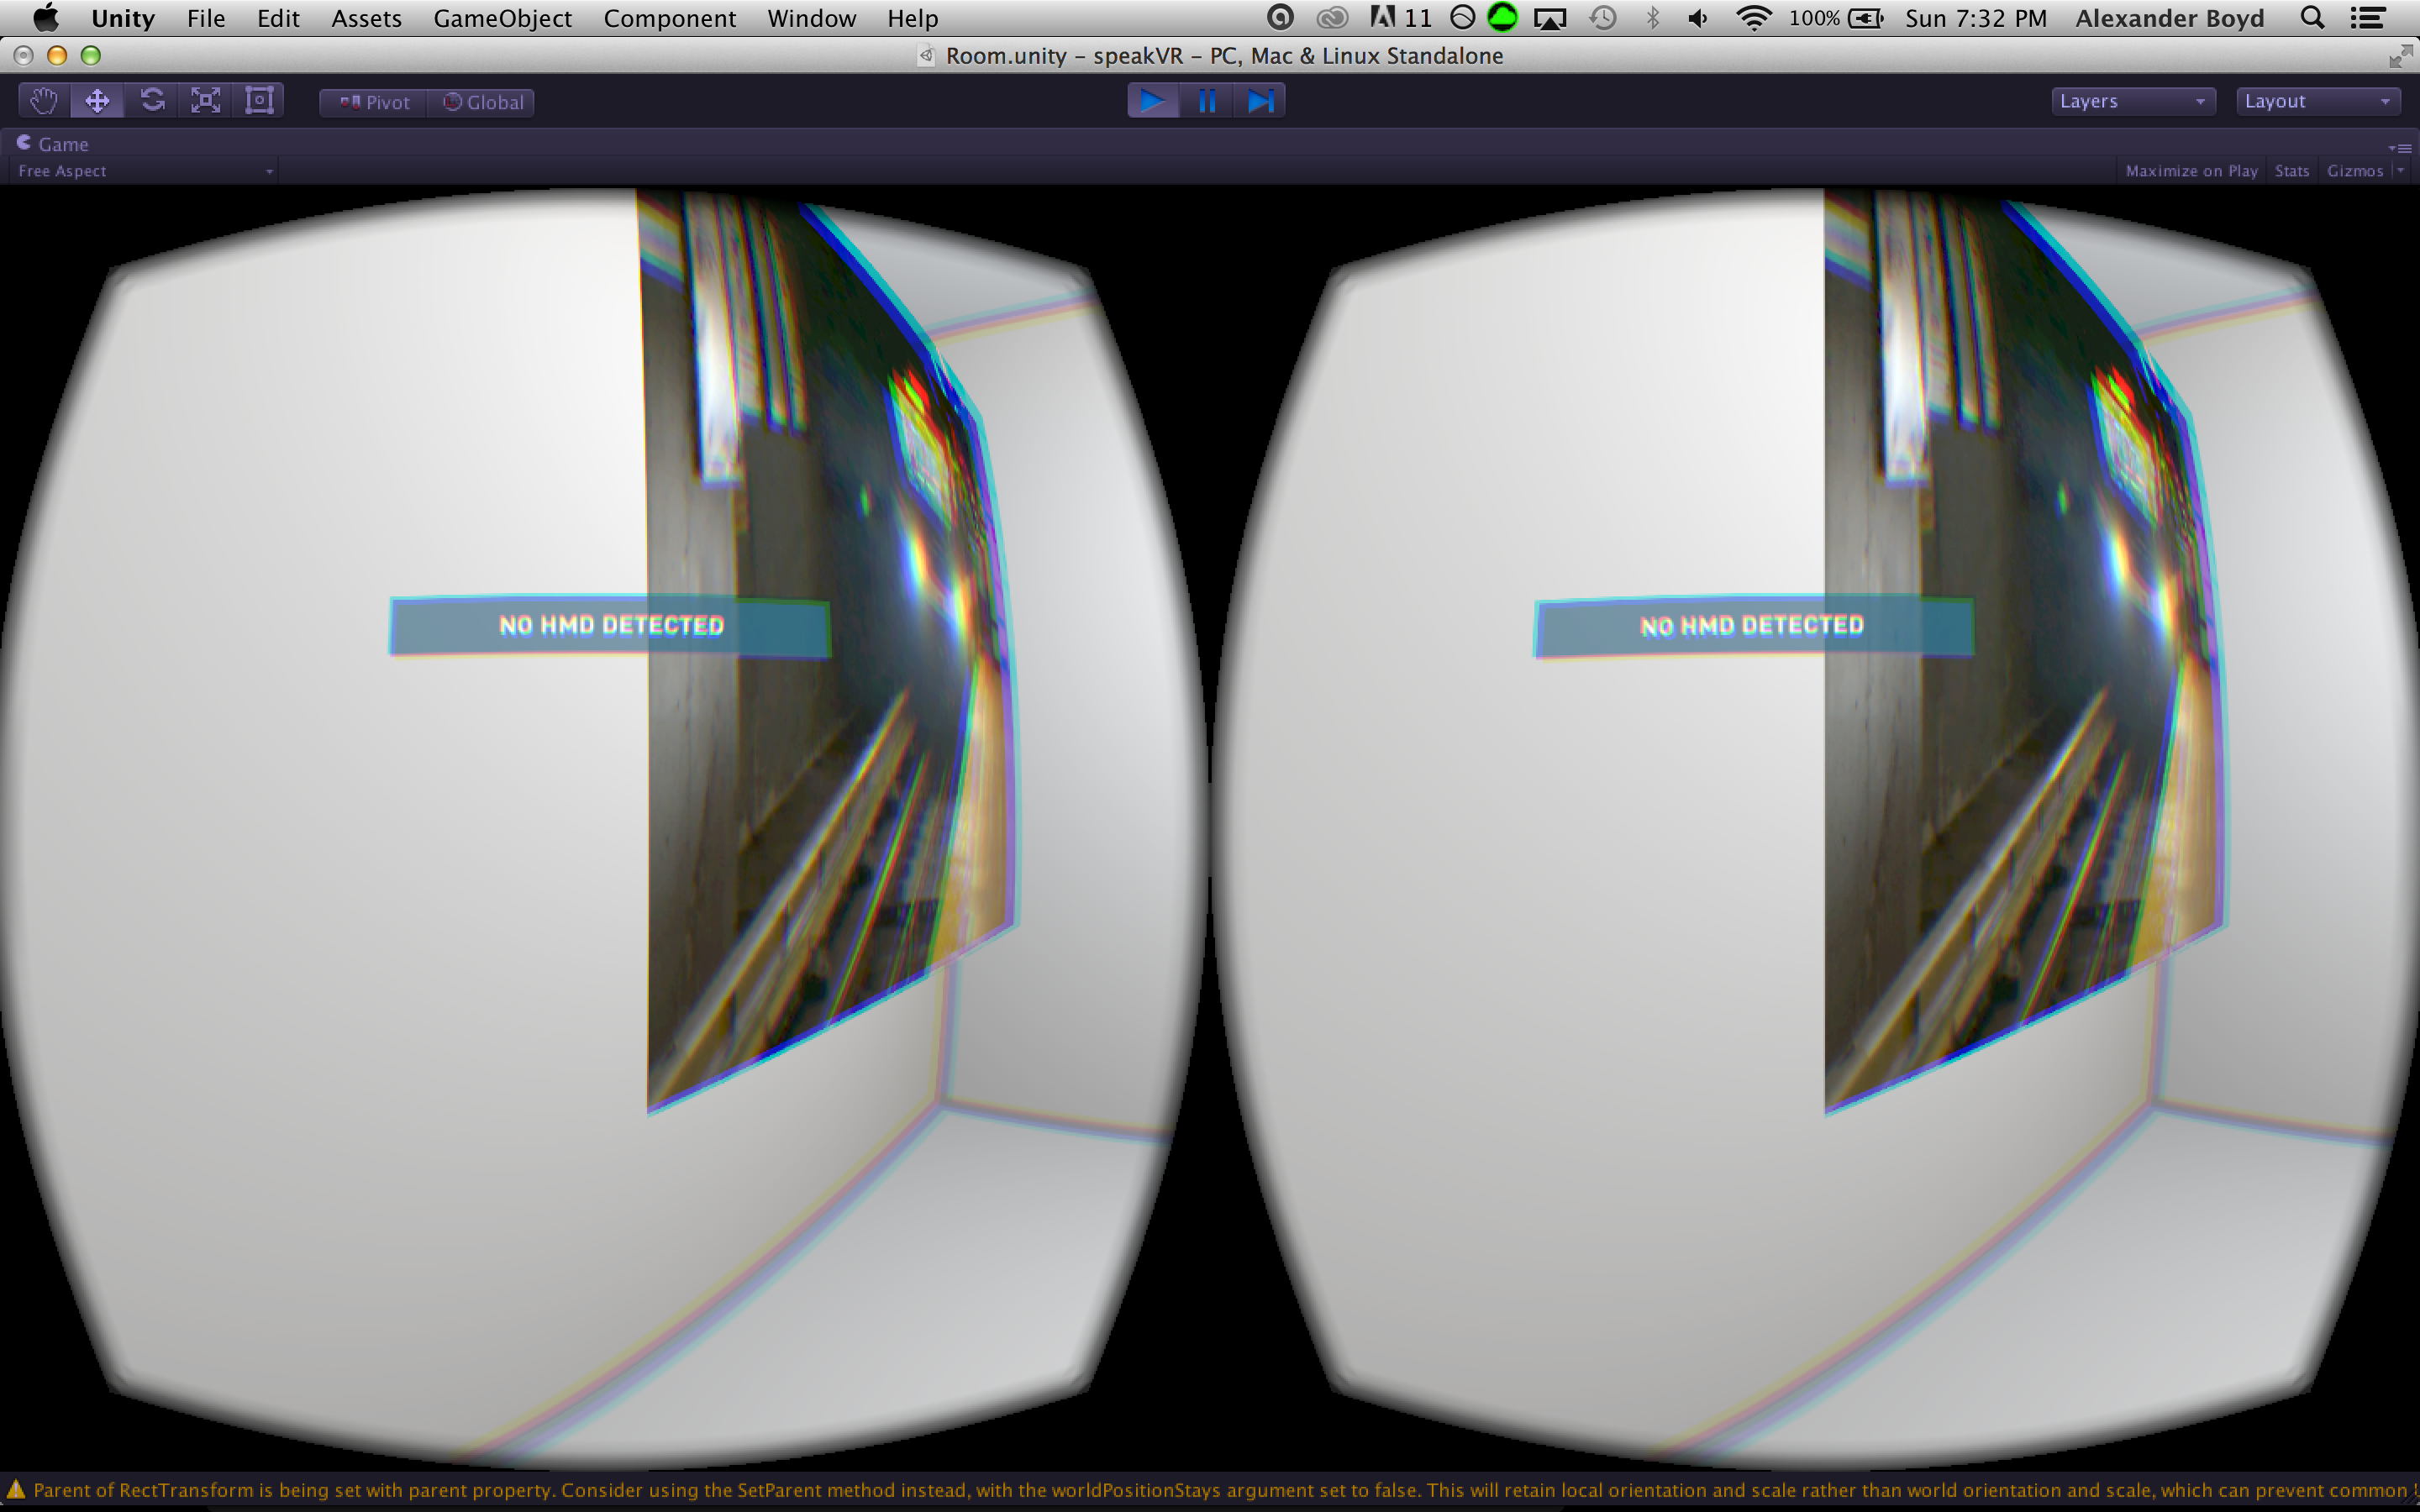 Unity File Edit Assets GameObject Component Window Help 11 100% Sun 7:32 PM Alexander Boyd
Room.unity – speakVR – PC, Mac & Linux Standalone
Pivot Global Layers Layout
Game
Free Aspect Maximize on Play Stats Gizmos
NO HMD DETECTED NO HMD DETECTED
Parent of RectTransform is being set with parent property. Consider using the SetParent method instead, with the worldPositionStays argument set to false. This will retain local orientation and scale rather than world orientation and scale, which can prevent common